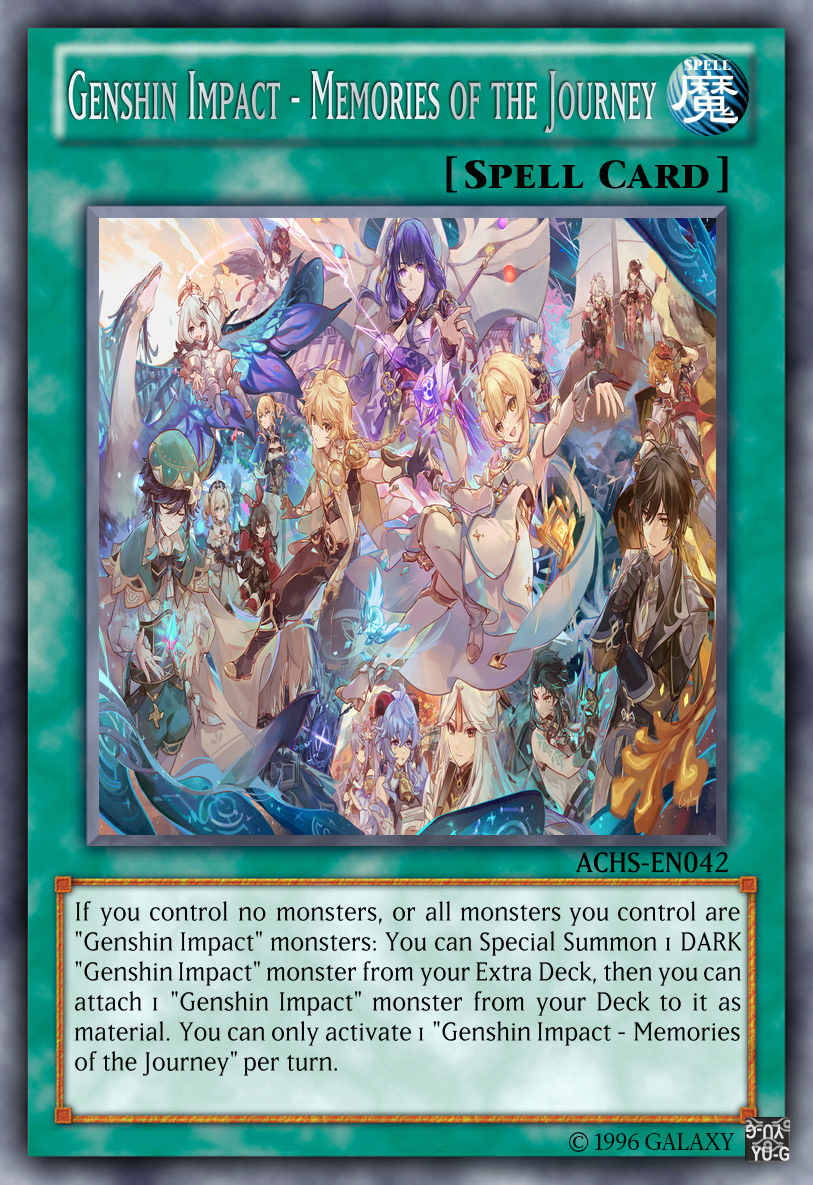 Genshin Impact - Memories of the Journey
SPELL
魔
[Spell Card]
ACHS-EN042
If you control no monsters, or all monsters you control are
"Genshin Impact" monsters: You can Special Summon 1 DARK
"Genshin Impact" monster from your Extra Deck, then you can
attach 1 "Genshin Impact" monster from your Deck to it as
material. You can only activate 1 "Genshin Impact - Memories
of the Journey" per turn.
© 1996 GALAXY
YU-G
YU-G